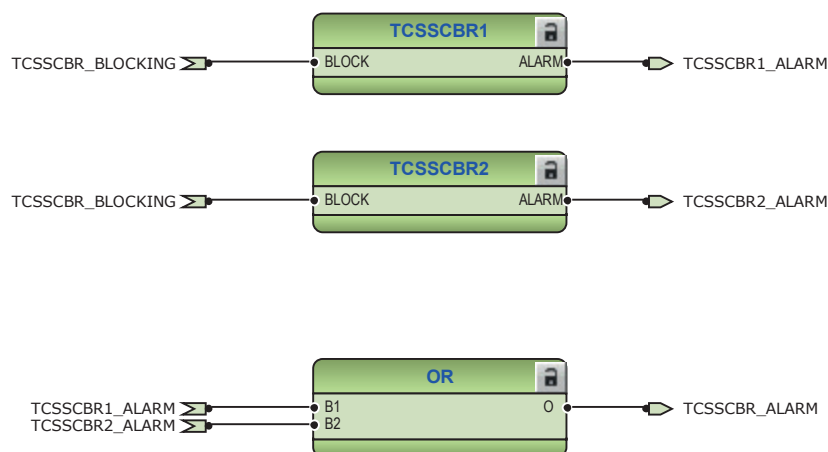 TCSSCBR1
TCSSCBR_BLOCKING BLOCK ALARM TCSSCBR1_ALARM
TCSSCBR2
TCSSCBR_BLOCKING BLOCK ALARM TCSSCBR2_ALARM
OR
TCSSCBR1_ALARM B1 O TCSSCBR_ALARM
TCSSCBR2_ALARM B2